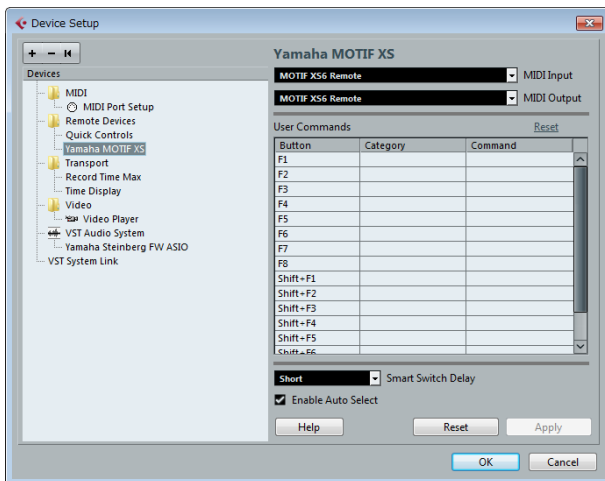 Device Setup
+ - 
Devices
MIDI
MIDI Port Setup
Remote Devices
Quick Controls
Yamaha MOTIF XS
Transport
Record Time Max
Time Display
Video
Video Player
VST Audio System
Yamaha Steinberg FW ASIO
VST System Link
Yamaha MOTIF XS
MOTIF XS6 Remote MIDI Input
MOTIF XS6 Remote MIDI Output
User Commands Reset
Button Category Command
F1
F2
F3
F4
F5
F6
F7
F8
Shift+F1
Shift+F2
Shift+F3
Shift+F4
Shift+F5
Shift+F6
Short Smart Switch Delay
Enable Auto Select
Help Reset Apply
OK Cancel